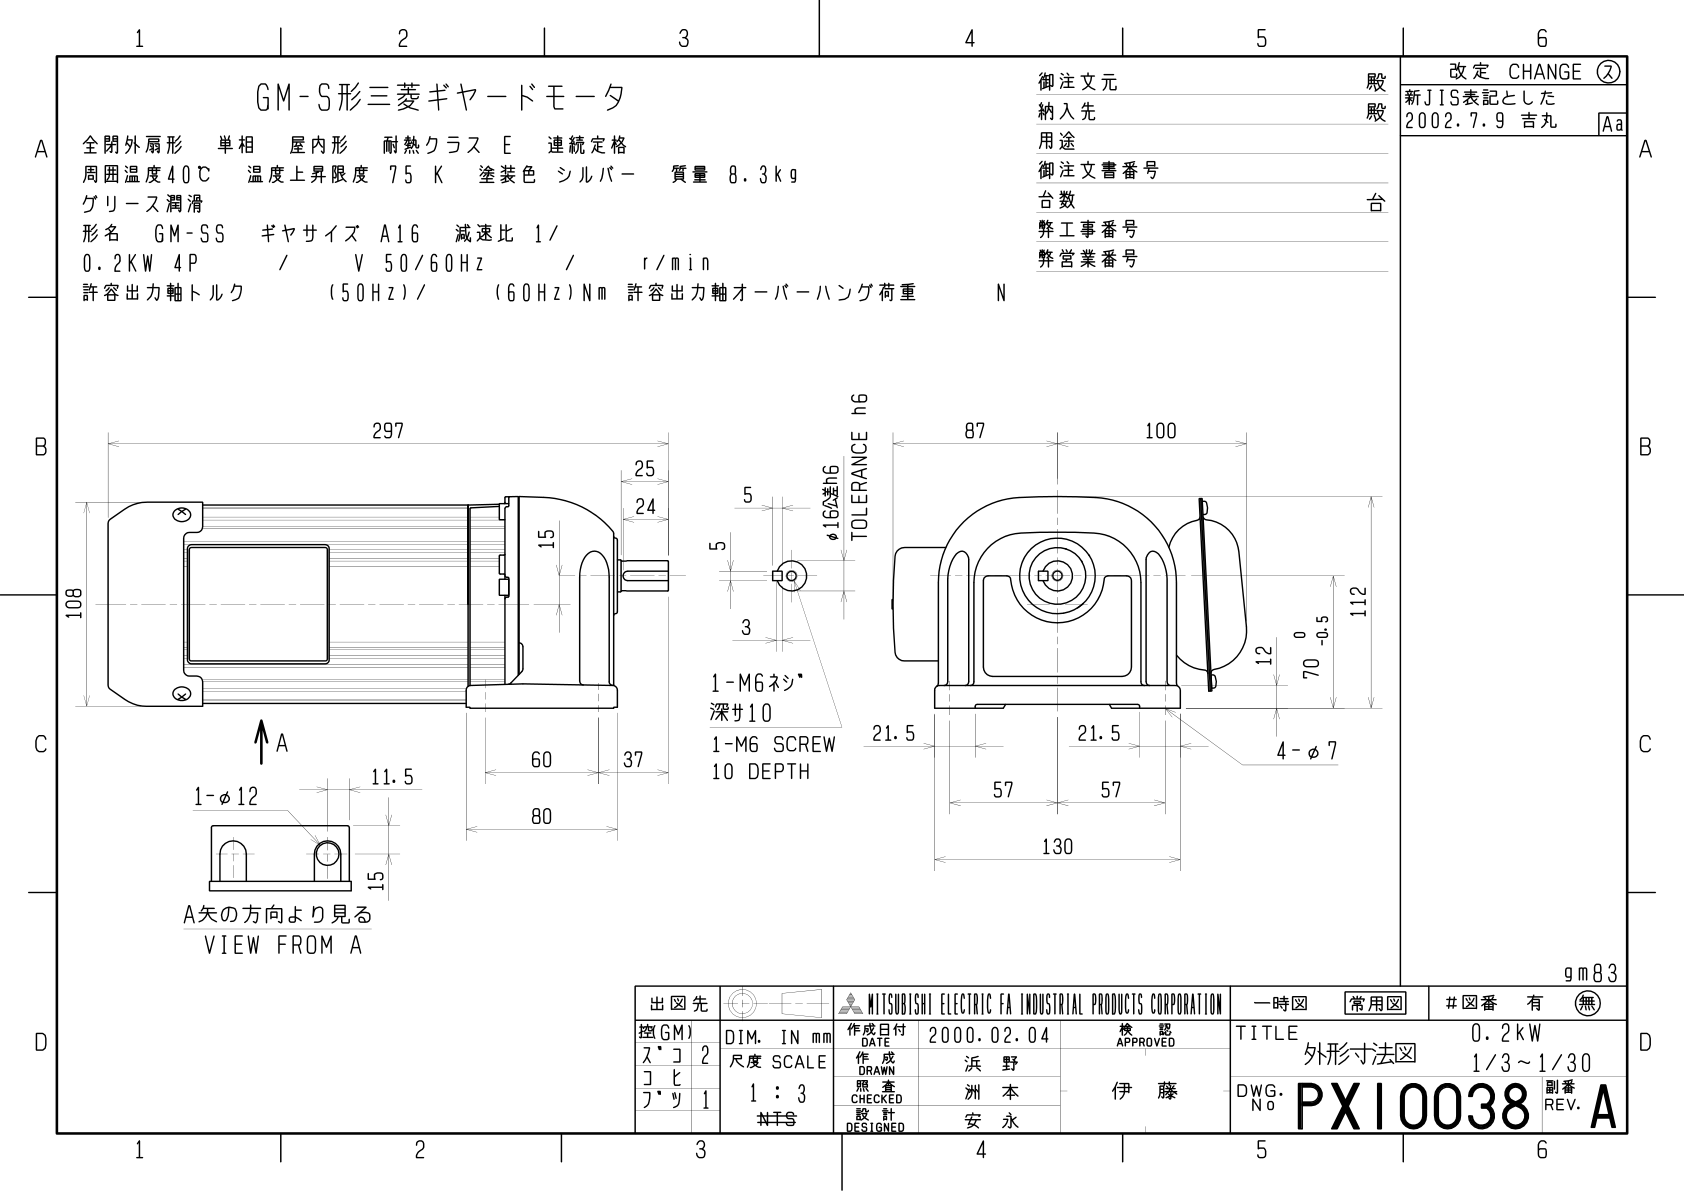 1 2 3 4 5 6
A
B
C
D
GM-S形三菱ギヤードモータ
全閉外扇形 単相 屋内形 耐熱クラス E 連続定格
周囲温度40℃ 温度上昇限度 75 K 塗装色 シルバー 質量 8.3kg
グリース潤滑
形名 GM-SS ギヤサイズ A16 減速比 1/
0.2KW 4P / V 50/60Hz / r/min
許容出力軸トルク (50Hz)/ (60Hz)Nm 許容出力軸オーバーハング荷重 N
御注文元 殿
納入先 殿
用途
御注文書番号
台数 台
弊工事番号
弊営業番号
改定 CHANGE ス
新JIS表記とした
2002.7.9 吉丸 Aa
A
B
C
D
297
25
24
15
108
60
37
80
A
5
5
3
φ16公差h6
TOLERANCE h6
1-M6ネジ
深サ10
1-M6 SCREW
10 DEPTH
87
100
112
12
70 0 -0.5
21.5
21.5
4-φ7
57
57
130
1-φ12
11.5
15
A矢の方向より見る
VIEW FROM A
gm83
出図先
控(GM)
ズコ 2
コヒ
ブツ 1
DIM. IN mm
尺度 SCALE
1 : 3
NTS
MITSUBISHI ELECTRIC FA INDUSTRIAL PRODUCTS CORPORATION
作成日付 DATE 2000.02.04
作成 DRAWN 浜野
照査 CHECKED 洲本
設計 DESIGNED 安永
検認 APPROVED
伊藤
一時図 常用図 #図番 有 無
TITLE 外形寸法図
0.2kW
1/3~1/30
DWG. No PX10038
副番 REV. A
1 2 3 4 5 6